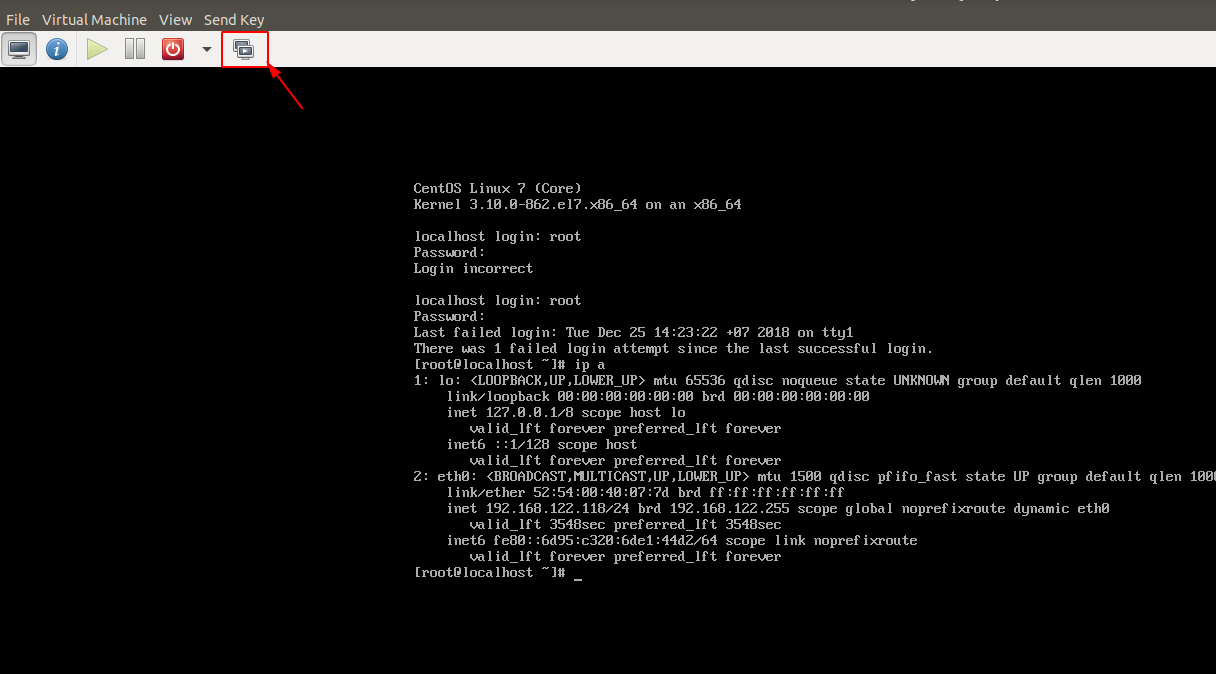 File Virtual Machine View Send Key
CentOS Linux 7 (Core)
Kernel 3.10.0-862.el7.x86_64 on an x86_64
localhost login: root
Password:
Login incorrect
localhost login: root
Password:
Last failed login: Tue Dec 25 14:23:22 +07 2018 on tty1
There was 1 failed login attempt since the last successful login.
[root@localhost ~]# ip a
1: lo: <LOOPBACK,UP,LOWER_UP> mtu 65536 qdisc noqueue state UNKNOWN group default qlen 1000
link/loopback 00:00:00:00:00:00 brd 00:00:00:00:00:00
inet 127.0.0.1/8 scope host lo
valid_lft forever preferred_lft forever
inet6 ::1/128 scope host
valid_lft forever preferred_lft forever
2: eth0: <BROADCAST,MULTICAST,UP,LOWER_UP> mtu 1500 qdisc pfifo_fast state UP group default qlen 1000
link/ether 52:54:00:40:07:7d brd ff:ff:ff:ff:ff:ff
inet 192.168.122.118/24 brd 192.168.122.255 scope global noprefixroute dynamic eth0
valid_lft 3548sec preferred_lft 3548sec
inet6 fe80::6d95:c320:6de1:44d2/64 scope link noprefixroute
valid_lft forever preferred_lft forever
[root@localhost ~]# _